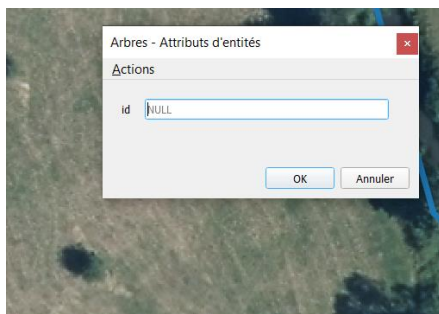 Arbres - Attributs d'entités
Actions
id NULL
OK Annuler